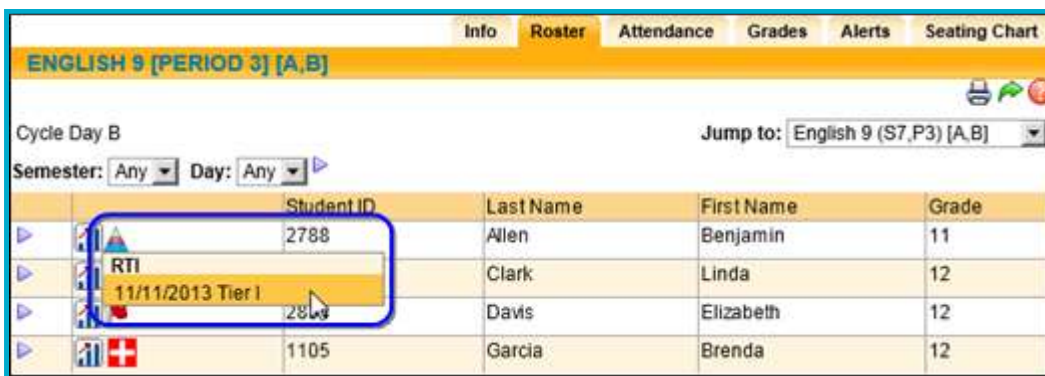 Info Roster Attendance Grades Alerts Seating Chart
ENGLISH 9 [PERIOD 3] [A,B]
Cycle Day B Jump to: English 9 (S7,P3) [A,B]
Semester: Any Day: Any
Student ID Last Name First Name Grade
2788 Allen Benjamin 11
RTI
Clark Linda 12
11/11/2013 Tier I
Davis Elizabeth 12
1105 Garcia Brenda 12